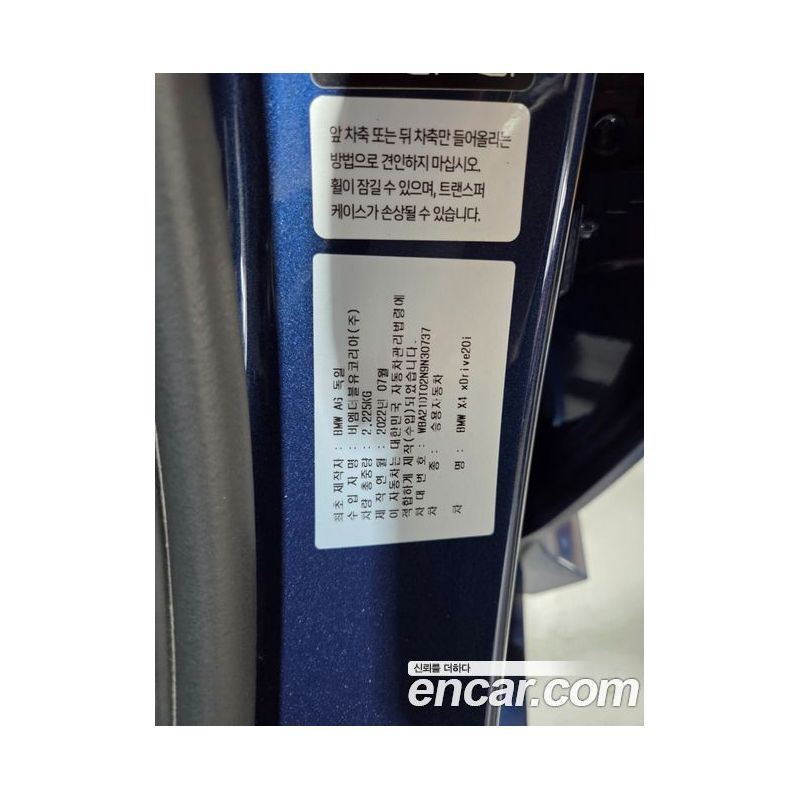 앞 차축 또는 뒤 차축만 들어올리는
방법으로 견인하지 마십시오.
휠이 잠길 수 있으며, 트랜스퍼
케이스가 손상될 수 있습니다.
최초 제작자 : BMW AG 독일
수 입 자 명 : 비엠더블유코리아(주)
차량 총중량 : 2,225KG
제 작 연 월 : 2022년 07월
이 자동차는 대한민국 자동차관리법령에
적합하게 제작(수입)되었습니다.
차 대 번 호 : WBA21DT02N9N30737
차 종 : 승용자동차
차 명 : BMW X4 xDrive20i
신뢰를 더하다
encar.com